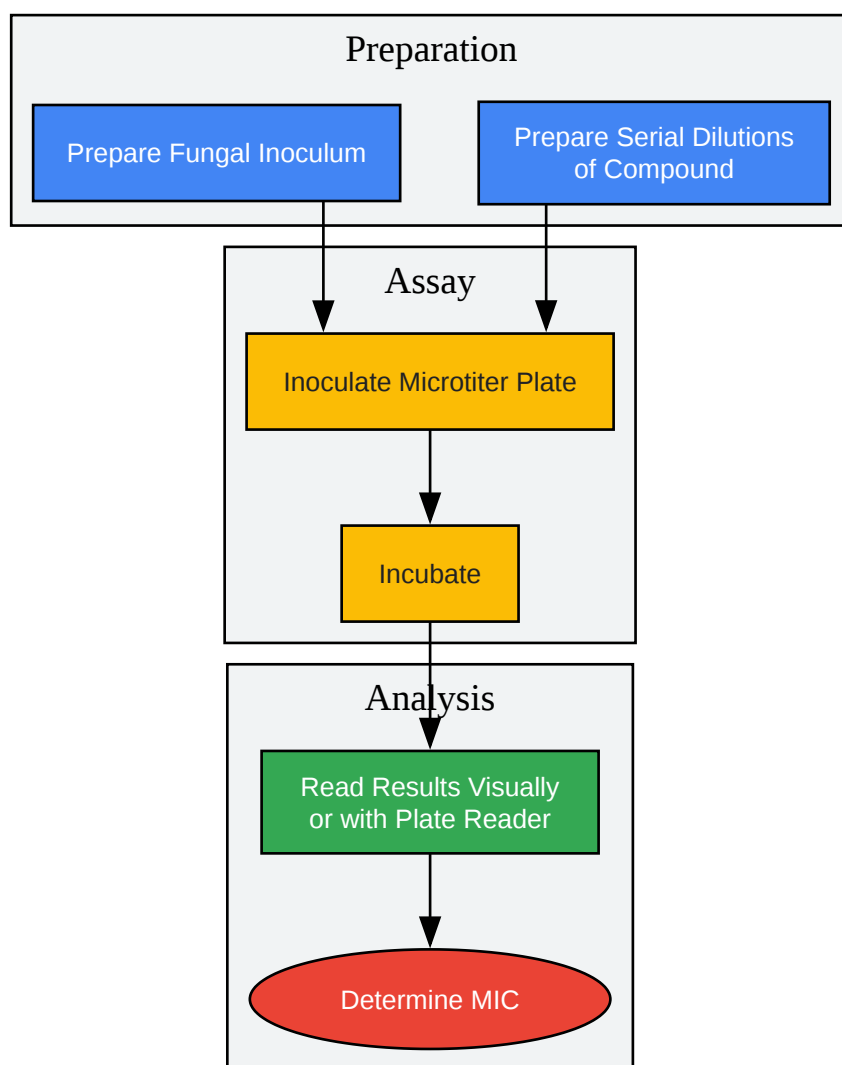 Preparation
Prepare Fungal Inoculum
Prepare Serial Dilutions
of Compound
Assay
Inoculate Microtiter Plate
Incubate
Analysis
Read Results Visually
or with Plate Reader
Determine MIC